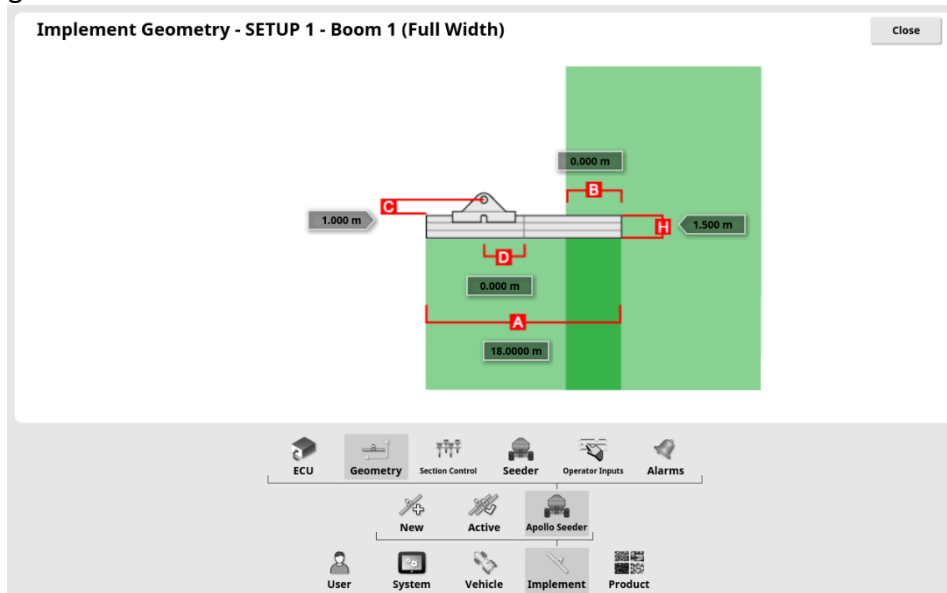 Implement Geometry - SETUP 1 - Boom 1 (Full Width)
Close
0.000 m
B
C
1.000 m
H
1.500 m
D
0.000 m
A
18.0000 m
ECU
Geometry
Section Control
Seeder
Operator Inputs
Alarms
New
Active
Apollo Seeder
User
System
Vehicle
Implement
Product